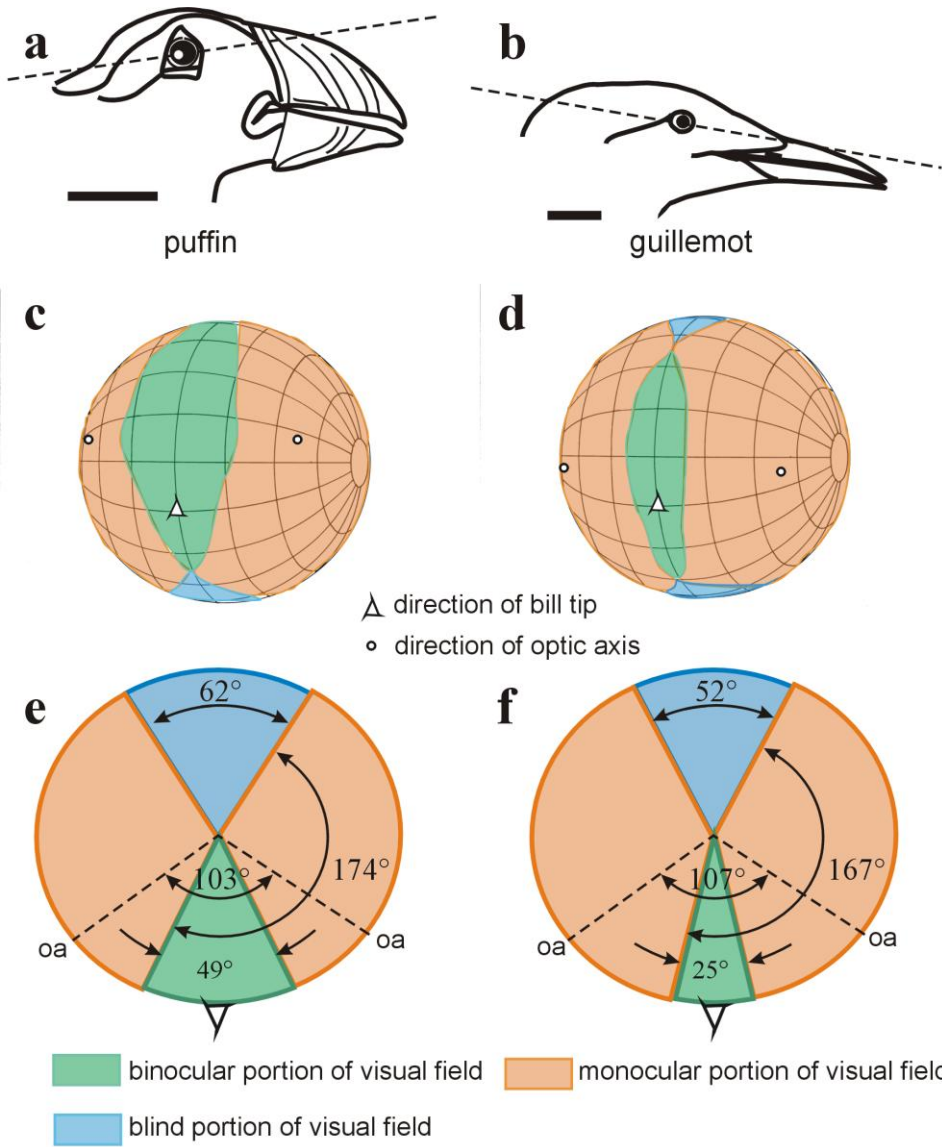 a
b
puffin
guillemot
c
d
direction of bill tip
direction of optic axis
e
62°
174°
103°
oa
oa
49°
f
52°
167°
107°
oa
oa
25°
binocular portion of visual field
monocular portion of visual field
blind portion of visual field